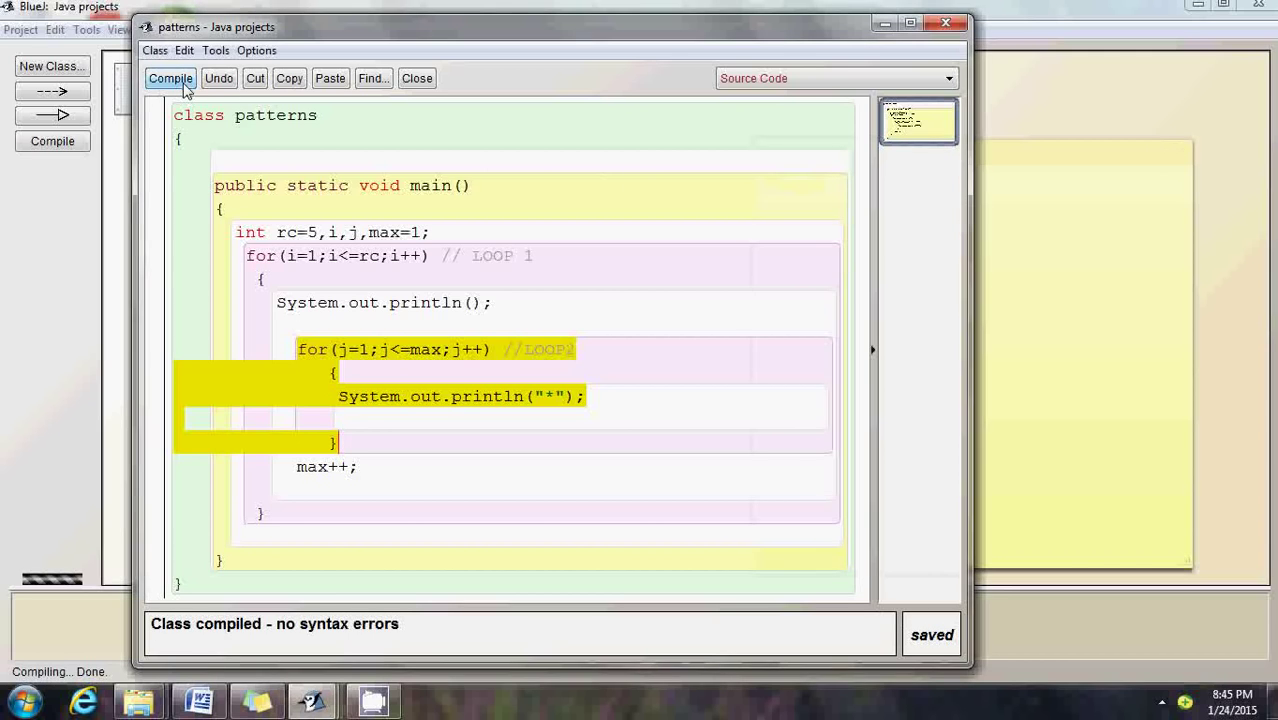 BlueJ: Java projects
Project Edit Tools View
patterns - Java projects
Class Edit Tools Options
Compile Undo Cut Copy Paste Find... Close
Source Code
New Class...
Compile
class patterns
{
public static void main()
{
int rc=5,i,j,max=1;
for(i=1;i<=rc;i++) // LOOP 1
{
System.out.println();
for(j=1;j<=max;j++) //LOOP2
{
System.out.println("*");
}
max++;
}
}
}
Class compiled - no syntax errors
saved
Compiling... Done.
8:45 PM
1/24/2015